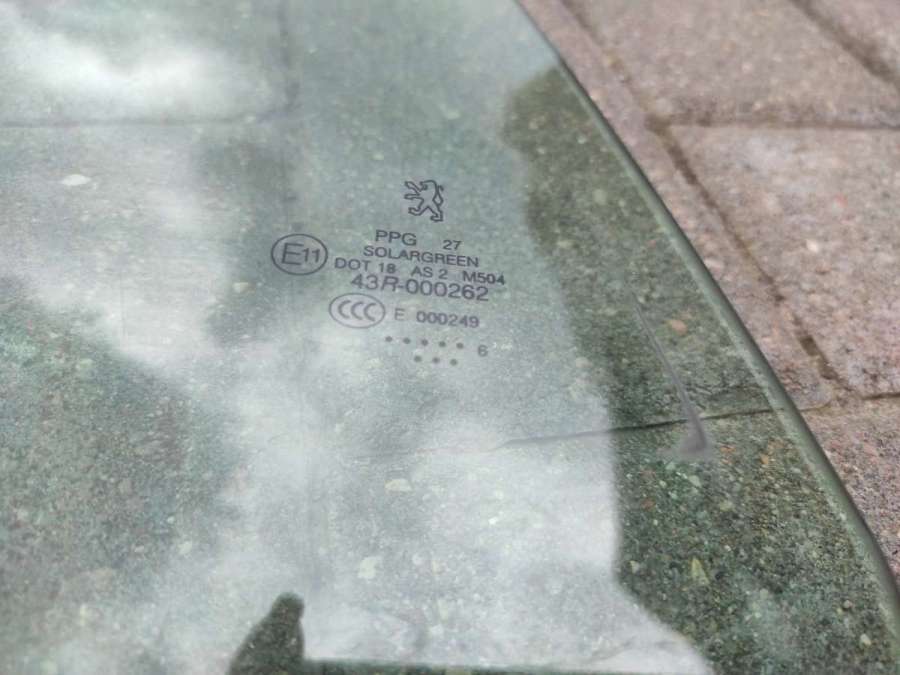 PPG 27
SOLARGREEN
E11
DOT 18 AS 2 M504
43R-000262
CCC E 000249
6